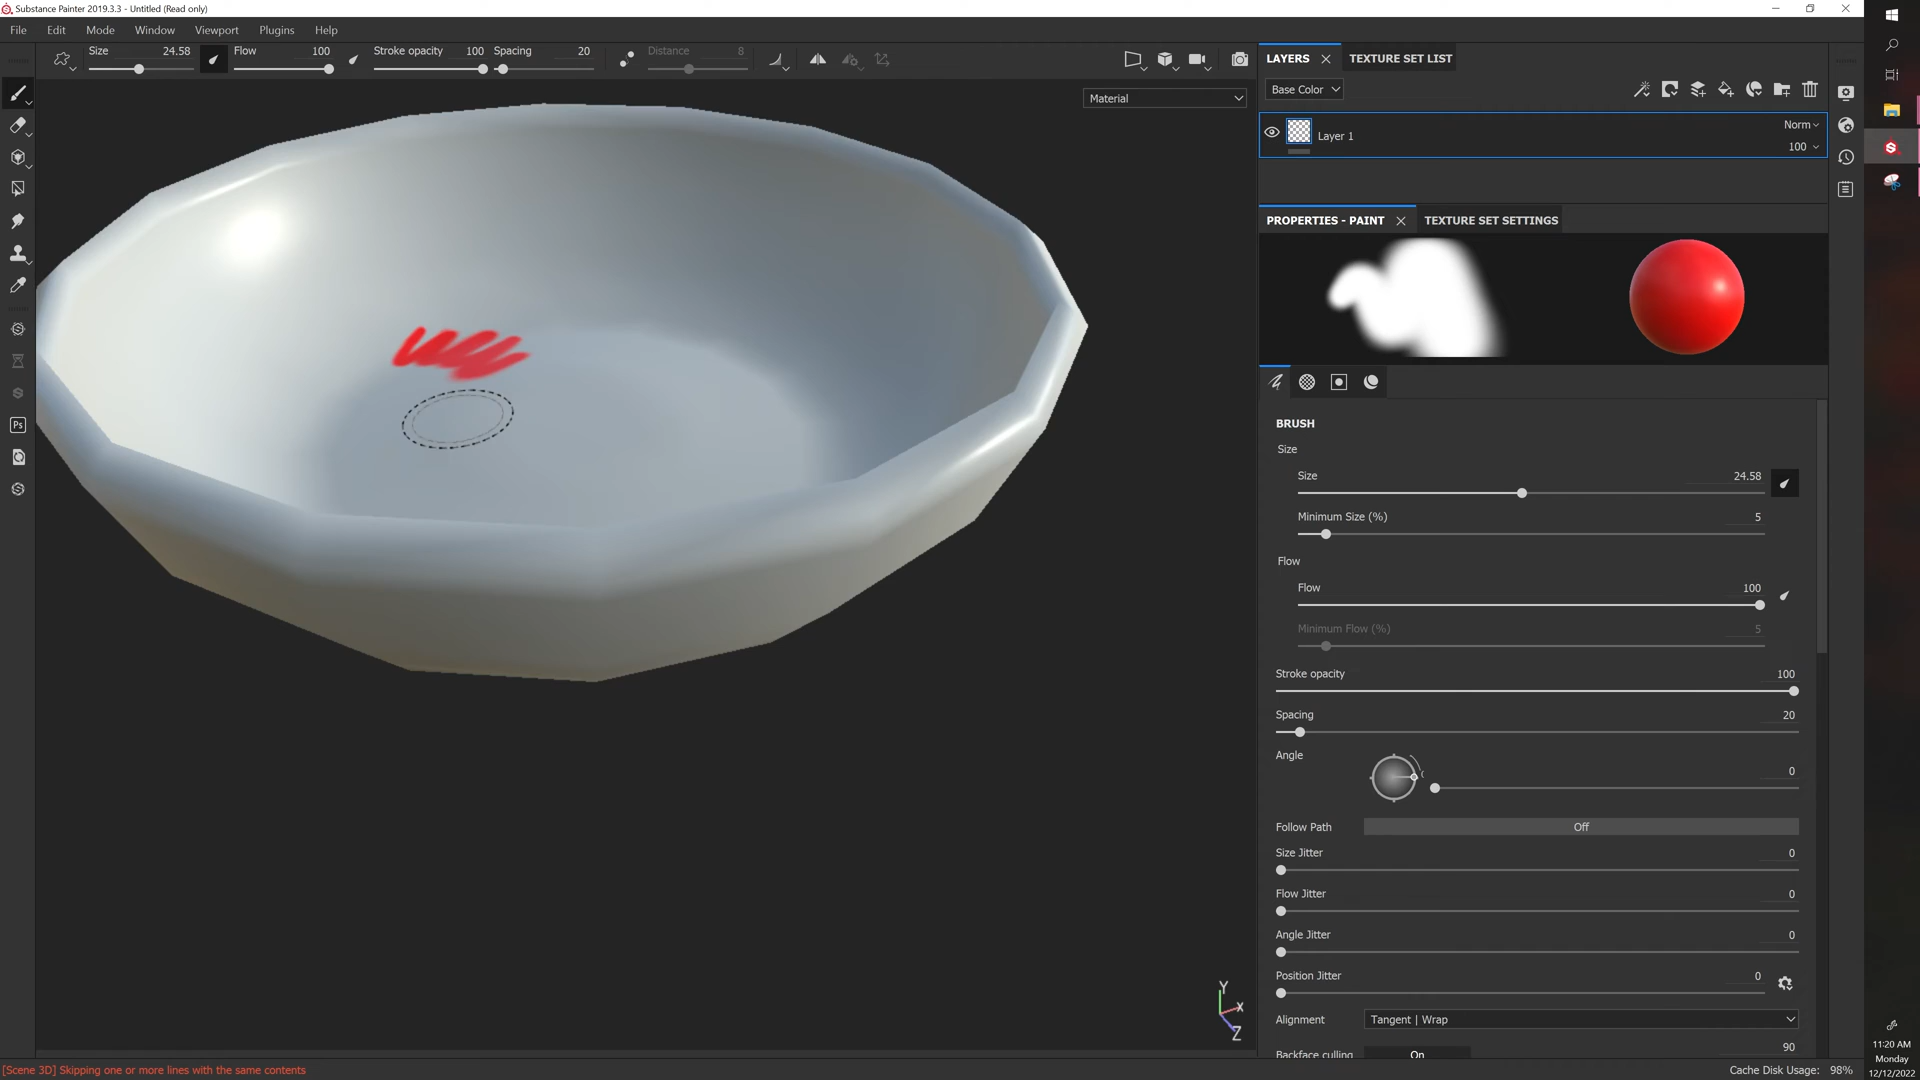 Substance Painter 2019.3.3 - Untitled (Read only)
File Edit Mode Window Viewport Plugins Help
Size 24.58 Flow 100 Stroke opacity 100 Spacing 20 Distance 8
Material
LAYERS TEXTURE SET LIST
Base Color
Layer 1 Norm
100
PROPERTIES - PAINT TEXTURE SET SETTINGS
BRUSH
Size
Size 24.58
Minimum Size (%) 5
Flow
Flow 100
Minimum Flow (%) 5
Stroke opacity 100
Spacing 20
Angle
0
Follow Path Off
Size Jitter 0
Flow Jitter 0
Angle Jitter 0
Position Jitter 0
Alignment Tangent | Wrap
Backface culling On 90
Ps
Y
X
Z
[Scene 3D] Skipping one or more lines with the same contents
Cache Disk Usage: 98%
11:20 AM
Monday
12/12/2022